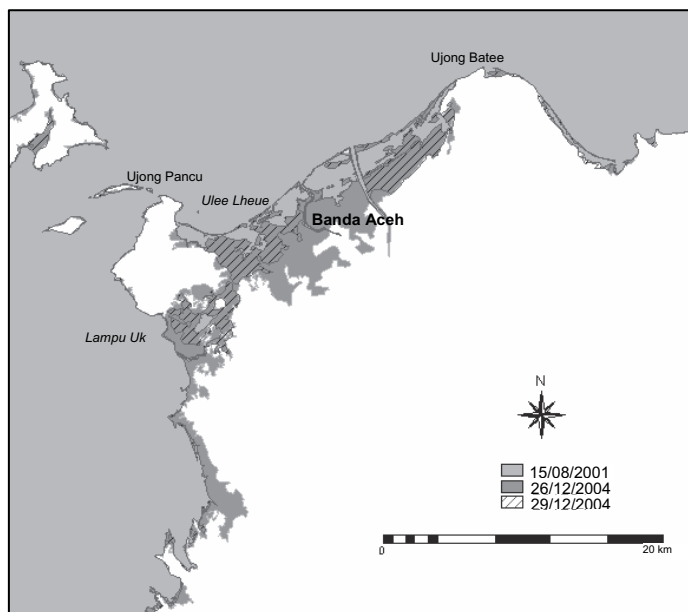 Ujong Batee
Ujong Pancu
Ulee Lheue
Banda Aceh
Lampu Uk
N
15/08/2001
26/12/2004
29/12/2004
0
20 km